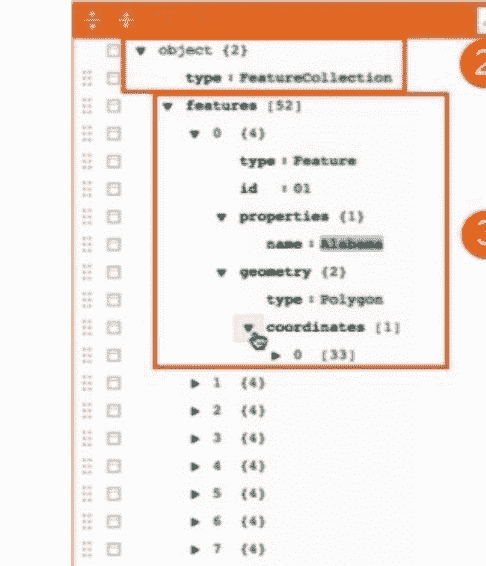 object {2}
2
type : FeatureCollection
features [52]
0 {4}
type : Feature
id : 01
properties {1}
3
name : Alabama
geometry {2}
type : Polygon
coordinates [1]
0 [33]
1 {4}
2 {4}
3 {4}
4 {4}
5 {4}
6 {4}
7 {4}